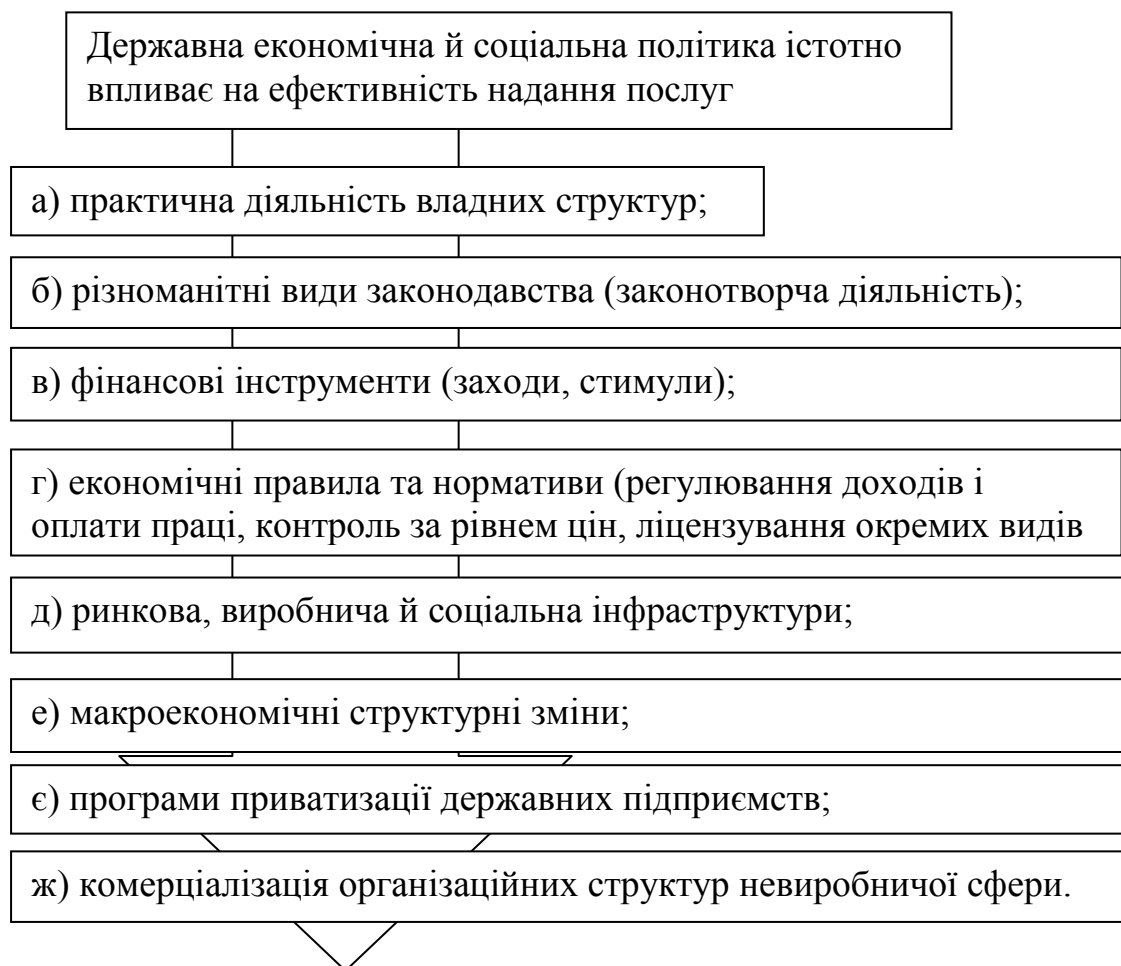 Державна економічна й соціальна політика істотно
впливає на ефективність надання послуг
а) практична діяльність владних структур;
б) різноманітні види законодавства (законотворча діяльність);
в) фінансові інструменти (заходи, стимули);
г) економічні правила та нормативи (регулювання доходів і
оплати праці, контроль за рівнем цін, ліцензування окремих видів
д) ринкова, виробнича й соціальна інфраструктури;
е) макроекономічні структурні зміни;
є) програми приватизації державних підприємств;
ж) комерціалізація організаційних структур невиробничої сфери.